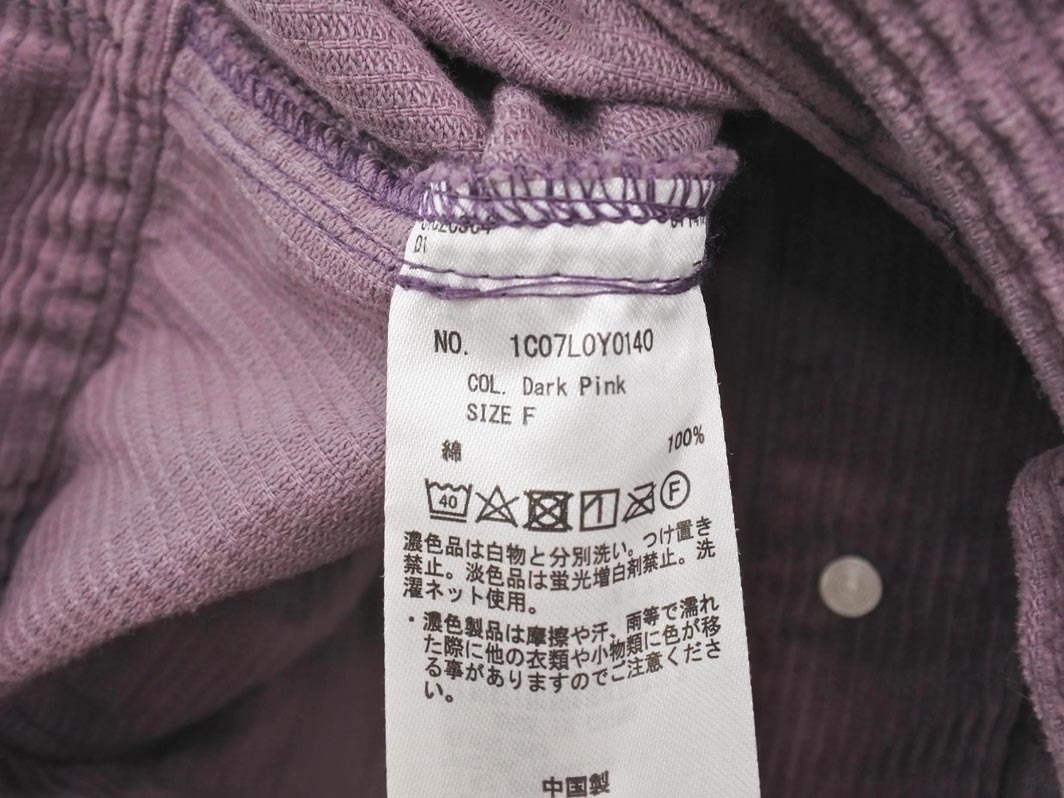 D1
NO. 1C07L0Y0140
COL. Dark Pink
SIZE F
綿 100%
40
F
濃色品は白物と分別洗い。つけ置き
禁止。淡色品は蛍光増白剤禁止。洗
濯ネット使用。
・濃色製品は摩擦や汗、雨等で濡れ
た際に他の衣類や小物類に色が移
る事がありますのでご注意くださ
い。
中国製